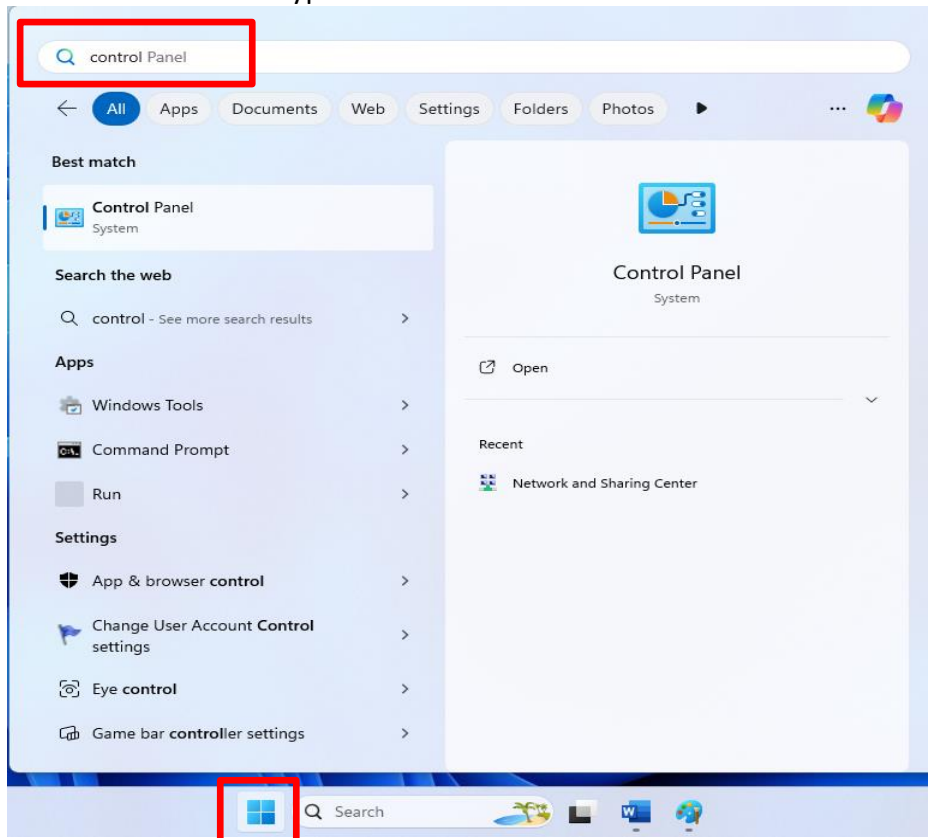 control Panel
All Apps Documents Web Settings Folders Photos
Best match
Control Panel
System
Search the web
control - See more search results
Apps
Windows Tools
Command Prompt
Run
Settings
App & browser control
Change User Account Control
settings
Eye control
Game bar controller settings
Control Panel
System
Open
Recent
Network and Sharing Center
Search